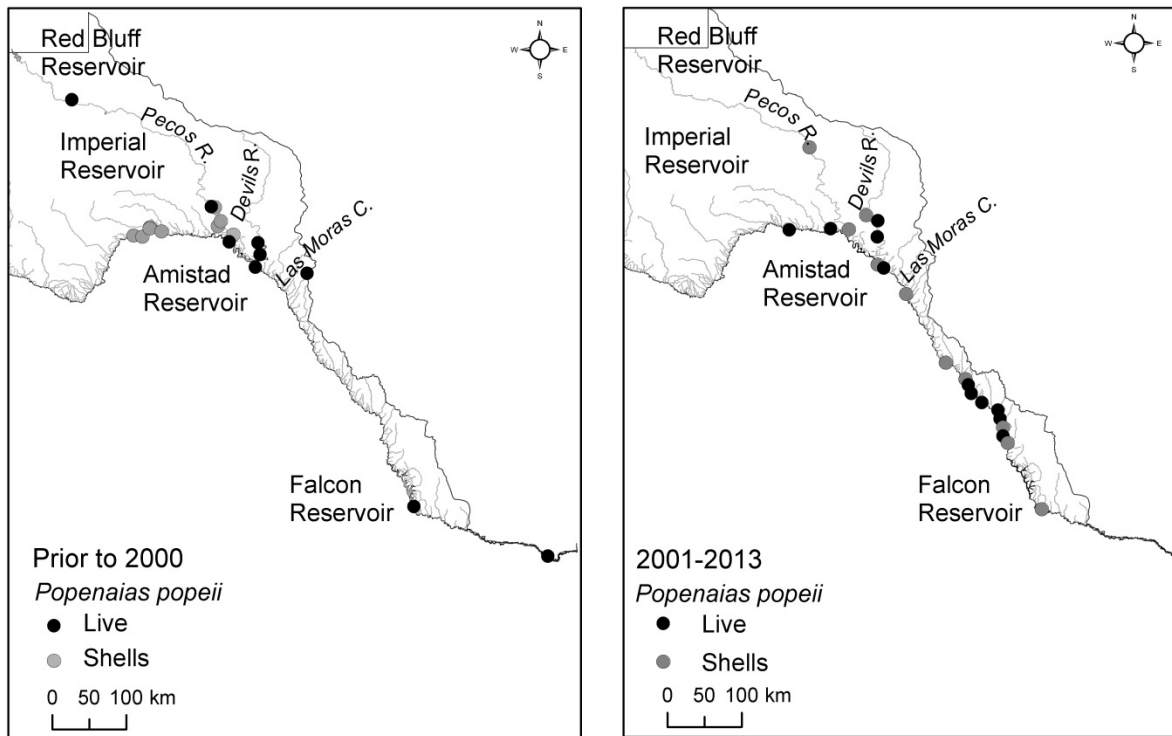 Red Bluff
Reservoir
N
W E
S
Pecos R.
Imperial
Reservoir
Devils R.
Las Moras C.
Amistad
Reservoir
Falcon
Reservoir
Prior to 2000
Popenaias popeii
Live
Shells
0 50 100 km
Red Bluff
Reservoir
N
W E
S
Pecos R.
Imperial
Reservoir
Devils R.
Las Moras C.
Amistad
Reservoir
Falcon
Reservoir
2001-2013
Popenaias popeii
Live
Shells
0 50 100 km